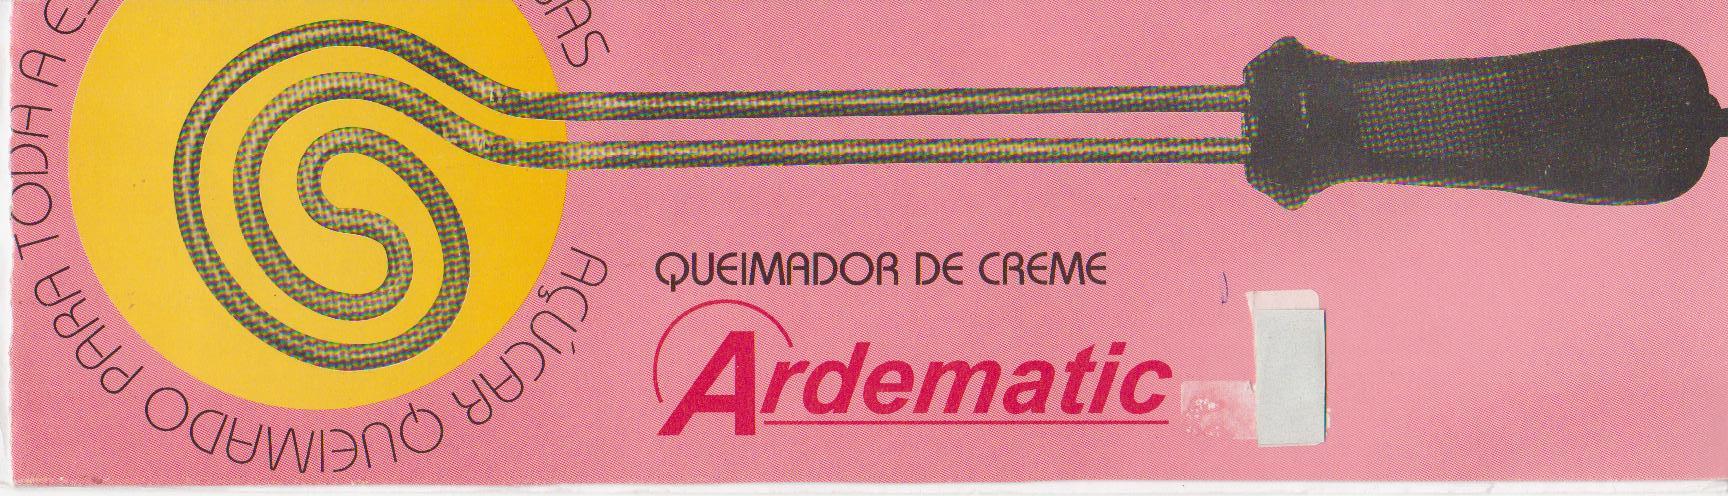 AÇÚCAR QUEIMADO PARA TODA A
QUEIMADOR DE CREME
Ardematic